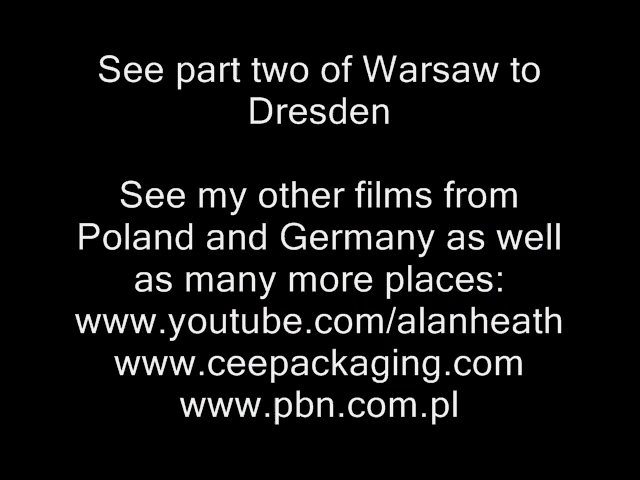 See part two of Warsaw to
Dresden
See my other films from
Poland and Germany as well
as many more places:
www.youtube.com/alanheath
www.ceepackaging.com
www.pbn.com.pl